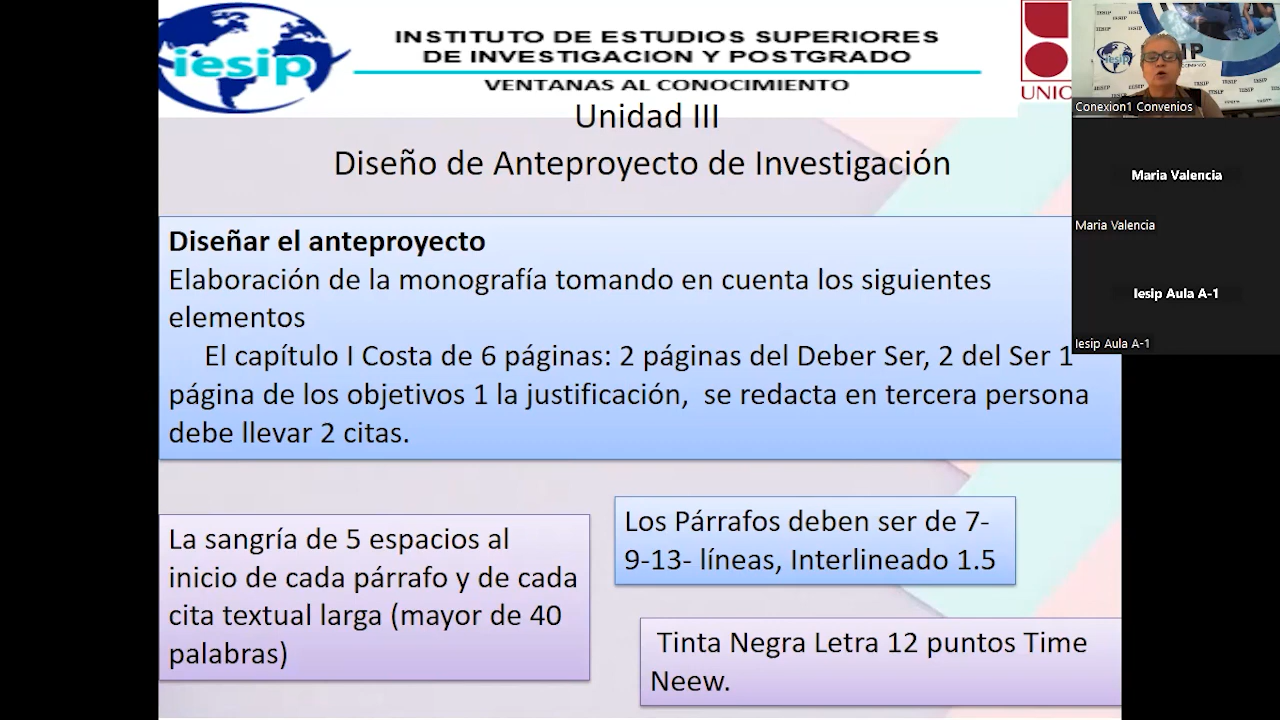 iesip
INSTITUTO DE ESTUDIOS SUPERIORES
DE INVESTIGACION Y POSTGRADO
VENTANAS AL CONOCIMIENTO
UNIC
Unidad III
Diseño de Anteproyecto de Investigación
Diseñar el anteproyecto
Elaboración de la monografía tomando en cuenta los siguientes
elementos
El capítulo I Costa de 6 páginas: 2 páginas del Deber Ser, 2 del Ser 1
página de los objetivos 1 la justificación, se redacta en tercera persona
debe llevar 2 citas.
La sangría de 5 espacios al
inicio de cada párrafo y de cada
cita textual larga (mayor de 40
palabras)
Los Párrafos deben ser de 7-
9-13- líneas, Interlineado 1.5
Tinta Negra Letra 12 puntos Time
Neew.
Conexion1 Convenios
Maria Valencia
Maria Valencia
Iesip Aula A-1
Iesip Aula A-1